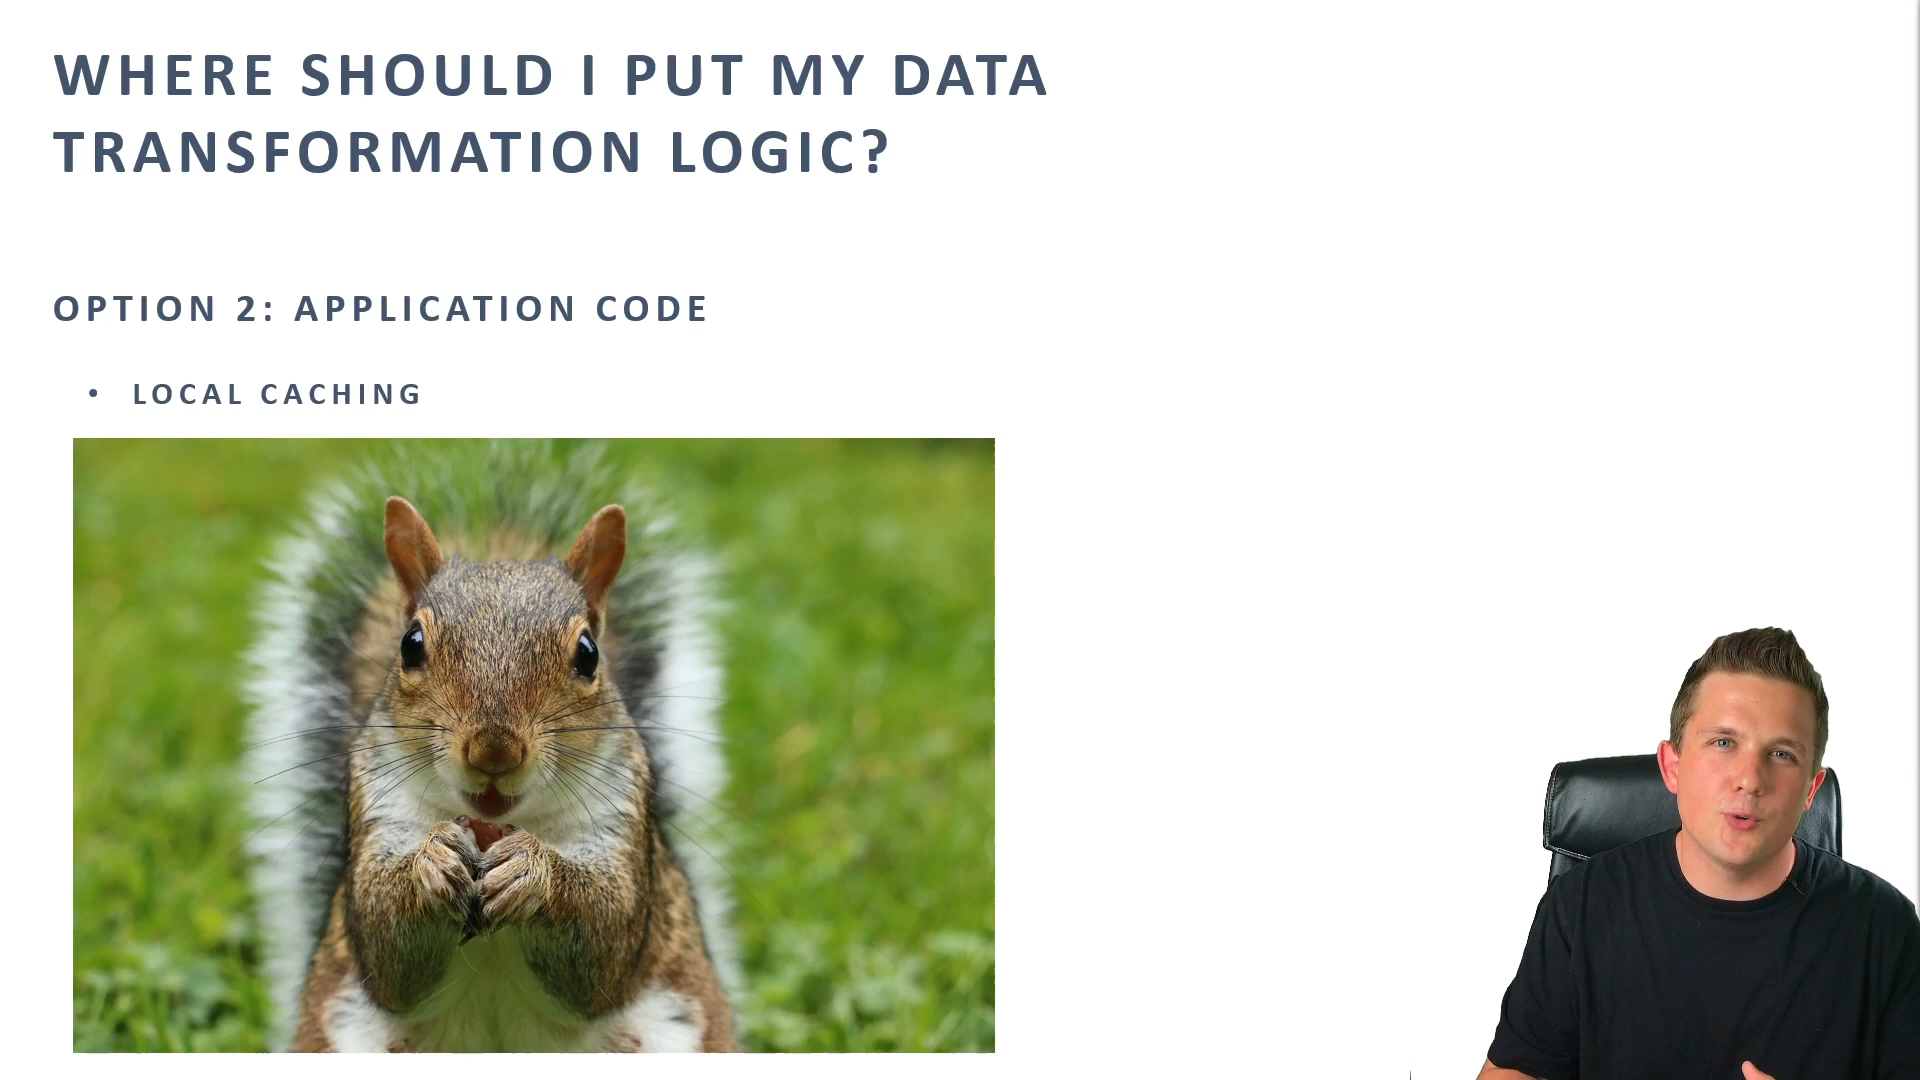 WHERE SHOULD I PUT MY DATA
TRANSFORMATION LOGIC?
OPTION 2: APPLICATION CODE
• LOCAL CACHING